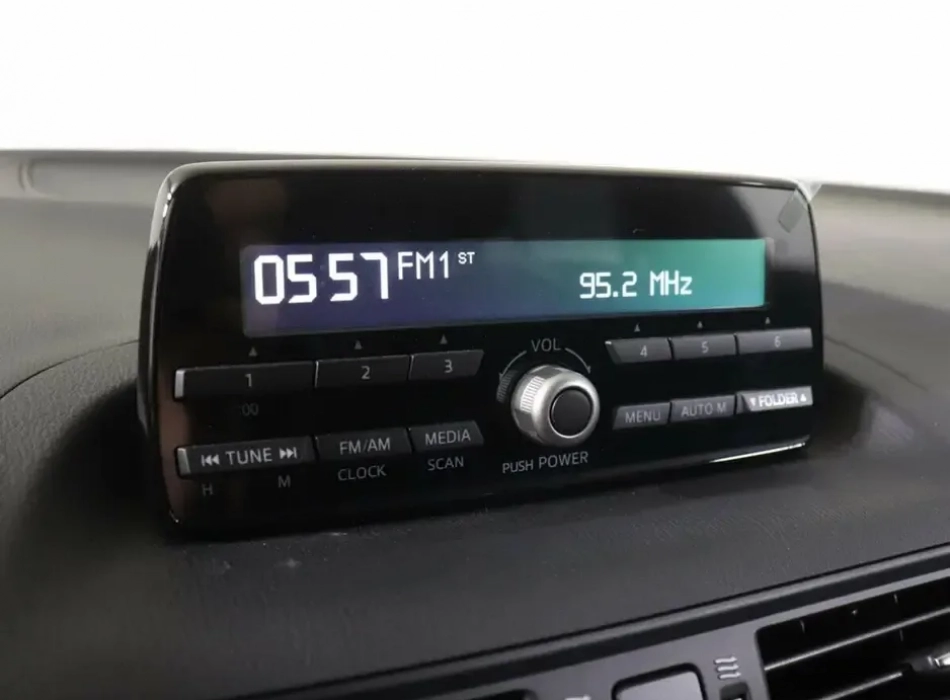 05 57 FM1 ST
95.2 MHz
VOL
1 2 3
4 5 6
:00
MENU AUTO M FOLDER
TUNE FM/AM MEDIA
H M CLOCK SCAN
PUSH POWER